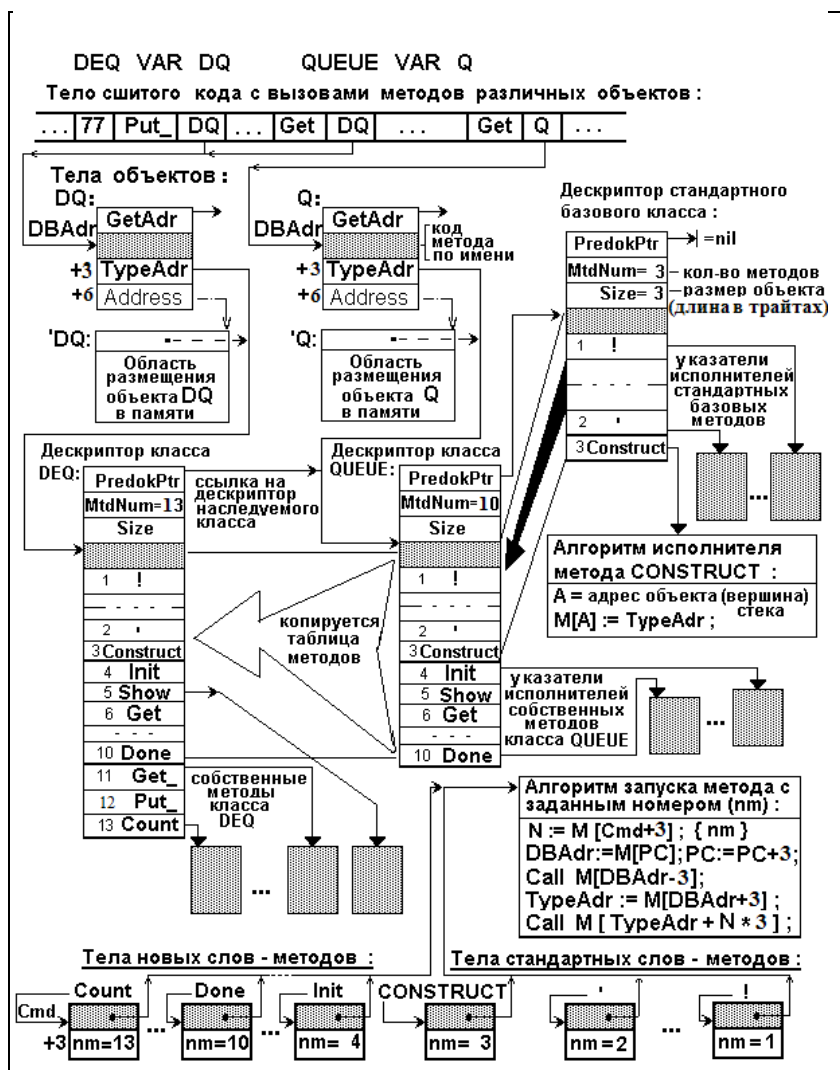 DEQ VAR DQ QUEUE VAR Q
Тело сшитого кода с вызовами методов различных объектов :
... 77 Put_ DQ ... Get DQ ... Get Q ...
Тела объектов :
DQ:
DBAdr
GetAdr
+3 TypeAdr
+6 Address
'DQ:
Область
размещения
объекта DQ
в памяти
Q:
DBAdr
GetAdr
код
метода
по имени
+3 TypeAdr
+6 Address
'Q:
Область
размещения
объекта Q
в памяти
Дескриптор стандартного
базового класса :
PredokPtr =nil
MtdNum= 3 – кол-во методов
Size= 3 –размер объекта
(длина в трайтах)
1 !
2 '
3 Construct
указатели
исполнителей
стандартных
базовых
методов
...
Алгоритм исполнителя
метода CONSTRUCT :
A = адрес объекта (вершина)
стека
M[A] := TypeAdr ;
Дескриптор класса
DEQ:
PredokPtr
MtdNum=13
Size
1 !
2 '
3 Construct
4 Init
5 Show
6 Get
- - -
10 Done
11 Get_
12 Put_
13 Count
ссылка на
дескриптор
наследуемого
класса
копируется
таблица
методов
собственные
методы
класса
DEQ
...
Дескриптор класса
QUEUE:
PredokPtr
MtdNum=10
Size
1 !
2 '
3 Construct
4 Init
5 Show
6 Get
- - -
10 Done
указатели
исполнителей
собственных
методов
класса QUEUE
...
Алгоритм запуска метода с
заданным номером (nm) :
N := M [Cmd+3] ; { nm }
DBAdr:=M[PC];PC:=PC+3;
Call M[DBAdr-3];
TypeAdr := M[DBAdr+3] ;
Call M [ TypeAdr + N * 3 ] ;
Тела новых слов - методов :
Тела стандартных слов - методов :
Count Done Init CONSTRUCT ' !
Cmd
... ... ...
+3 nm=13 nm=10 nm= 4 nm= 3 nm=2 nm=1